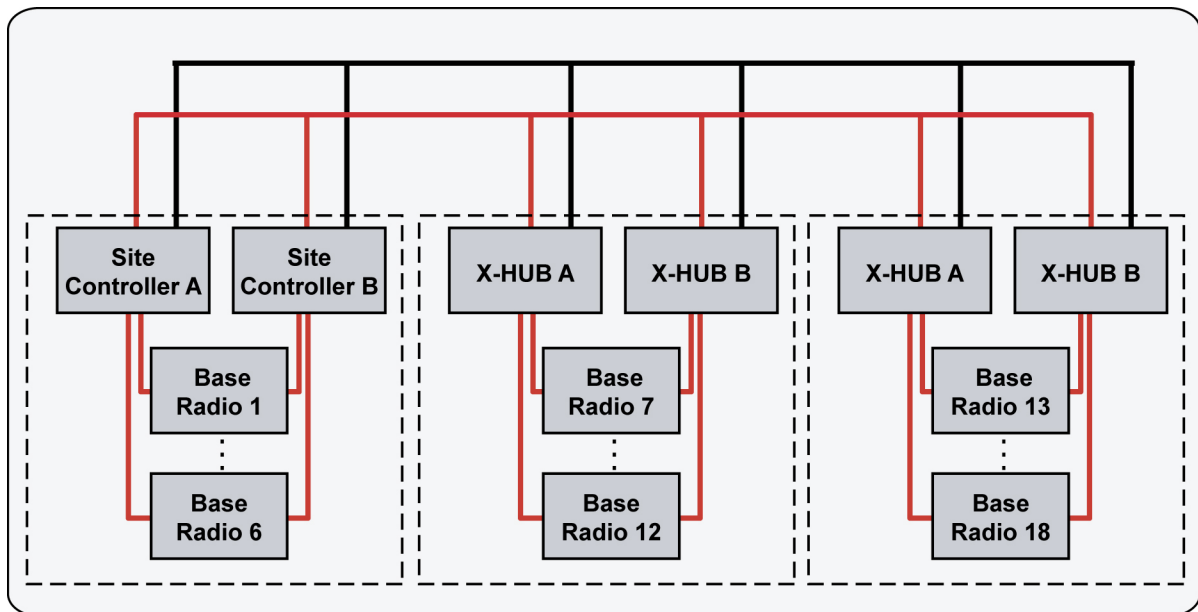 Site
Controller A
Site
Controller B
Base
Radio 1
Base
Radio 6
X-HUB A
X-HUB B
Base
Radio 7
Base
Radio 12
X-HUB A
X-HUB B
Base
Radio 13
Base
Radio 18